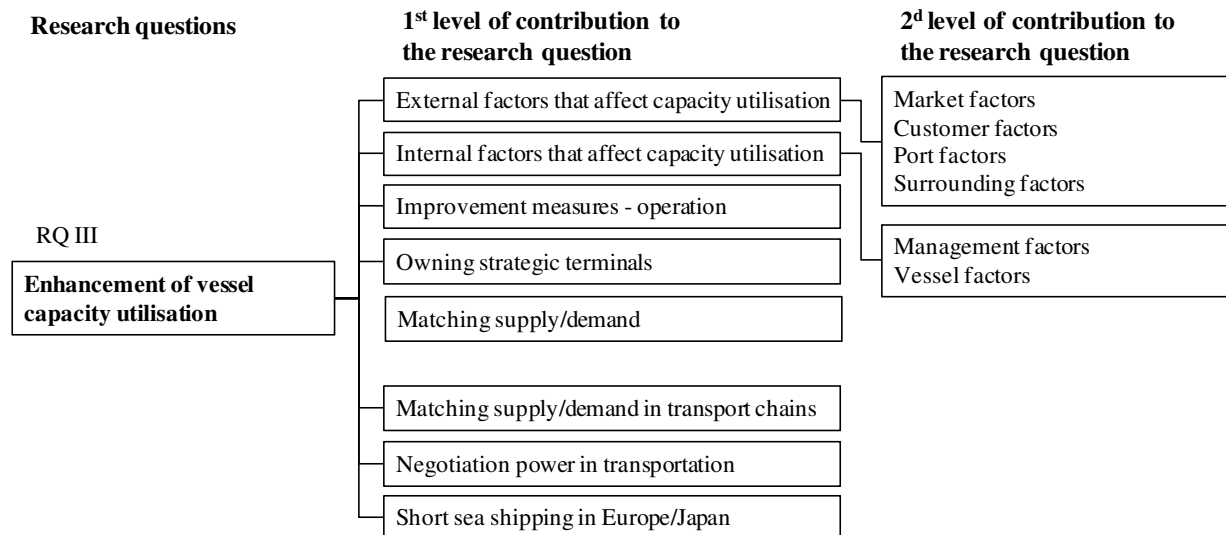 Research questions
1st level of contribution to
the research question
2d level of contribution to
the research question
External factors that affect capacity utilisation
Internal factors that affect capacity utilisation
Improvement measures - operation
Owning strategic terminals
Matching supply/demand
Matching supply/demand in transport chains
Negotiation power in transportation
Short sea shipping in Europe/Japan
Market factors
Customer factors
Port factors
Surrounding factors
Management factors
Vessel factors
RQ III
Enhancement of vessel
capacity utilisation